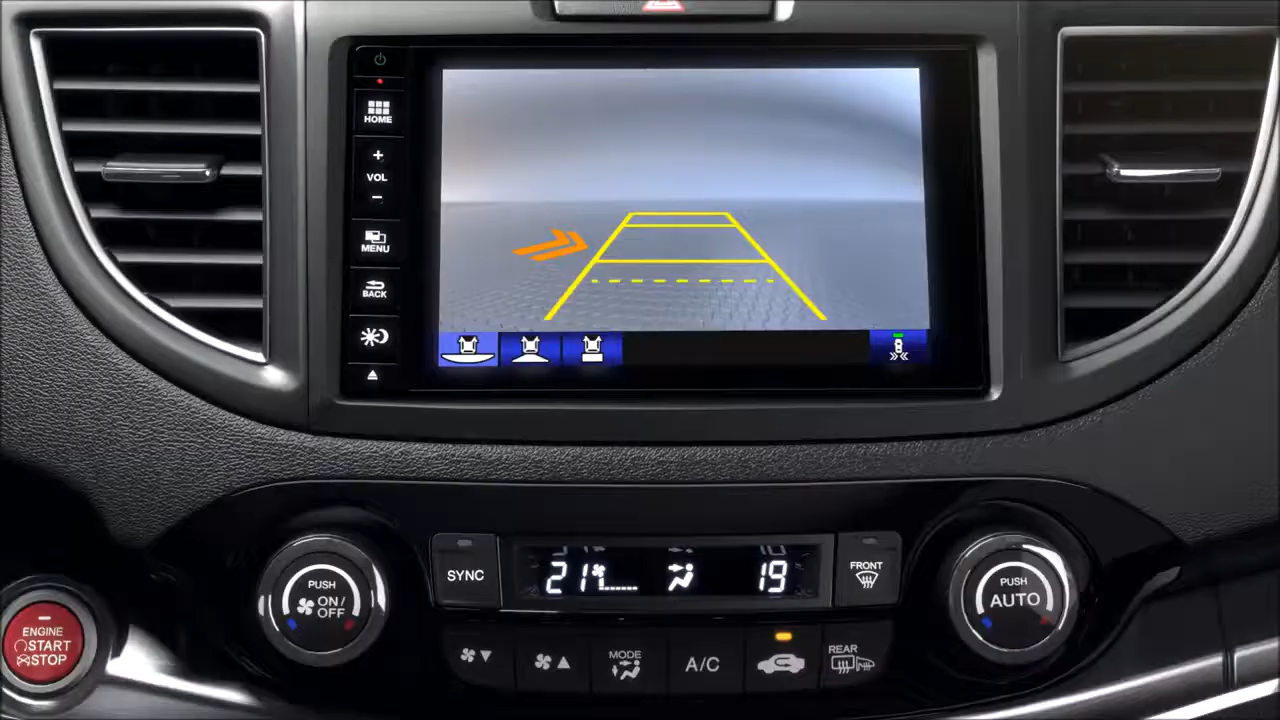 HOME
+
VOL
-
MENU
BACK
SYNC
21
19
FRONT
PUSH
ON/
OFF
PUSH
AUTO
ENGINE
START
STOP
MODE
A/C
REAR